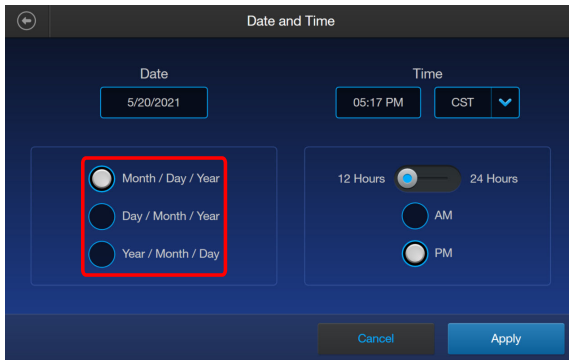 Date and Time
Date
Time
5/20/2021
05:17 PM
CST
Month / Day / Year
Day / Month / Year
Year / Month / Day
12 Hours
24 Hours
AM
PM
Cancel
Apply